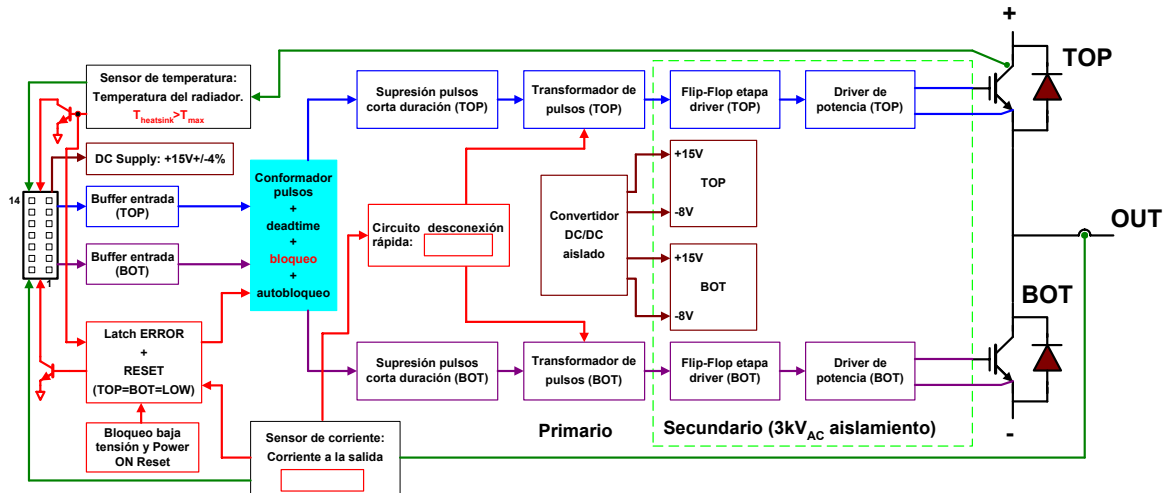 +
TOP
Sensor de temperatura:
Temperatura del radiador.
Theatsink>Tmax
Supresión pulsos
corta duración (TOP)
Transformador de
pulsos (TOP)
Flip-Flop etapa
driver (TOP)
Driver de
potencia (TOP)
DC Supply: +15V+/-4%
14
1
Buffer entrada
(TOP)
Buffer entrada
(BOT)
Conformador
pulsos
+
deadtime
+
bloqueo
+
autobloqueo
Circuito desconexión
rápida:
Convertidor
DC/DC
aislado
+15V
TOP
-8V
+15V
BOT
-8V
OUT
BOT
Latch ERROR
+
RESET
(TOP=BOT=LOW)
Supresión pulsos
corta duración (BOT)
Transformador de
pulsos (BOT)
Flip-Flop etapa
driver (BOT)
Driver de
potencia (BOT)
Bloqueo baja
tensión y Power
ON Reset
Sensor de corriente:
Corriente a la salida
Primario
Secundario (3kVAC aislamiento)
-